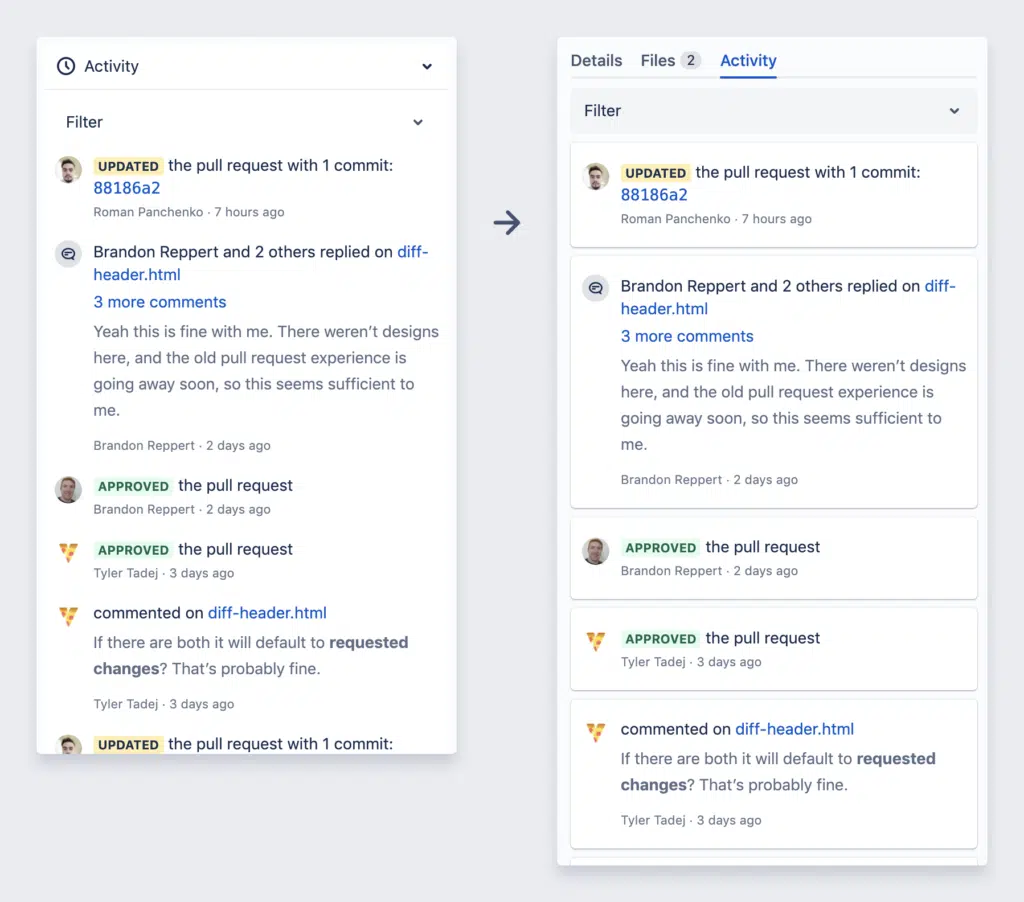 Activity
Filter
UPDATED the pull request with 1 commit:
88186a2
Roman Panchenko · 7 hours ago
Brandon Reppert and 2 others replied on diff-
header.html
3 more comments
Yeah this is fine with me. There weren’t designs
here, and the old pull request experience is
going away soon, so this seems sufficient to
me.
Brandon Reppert · 2 days ago
APPROVED the pull request
Brandon Reppert · 2 days ago
APPROVED the pull request
Tyler Tadej · 3 days ago
commented on diff-header.html
If there are both it will default to requested
changes? That’s probably fine.
Tyler Tadej · 3 days ago
UPDATED the pull request with 1 commit:
Details Files 2 Activity
Filter
UPDATED the pull request with 1 commit:
88186a2
Roman Panchenko · 7 hours ago
Brandon Reppert and 2 others replied on diff-
header.html
3 more comments
Yeah this is fine with me. There weren’t designs
here, and the old pull request experience is
going away soon, so this seems sufficient to
me.
Brandon Reppert · 2 days ago
APPROVED the pull request
Brandon Reppert · 2 days ago
APPROVED the pull request
Tyler Tadej · 3 days ago
commented on diff-header.html
If there are both it will default to requested
changes? That’s probably fine.
Tyler Tadej · 3 days ago